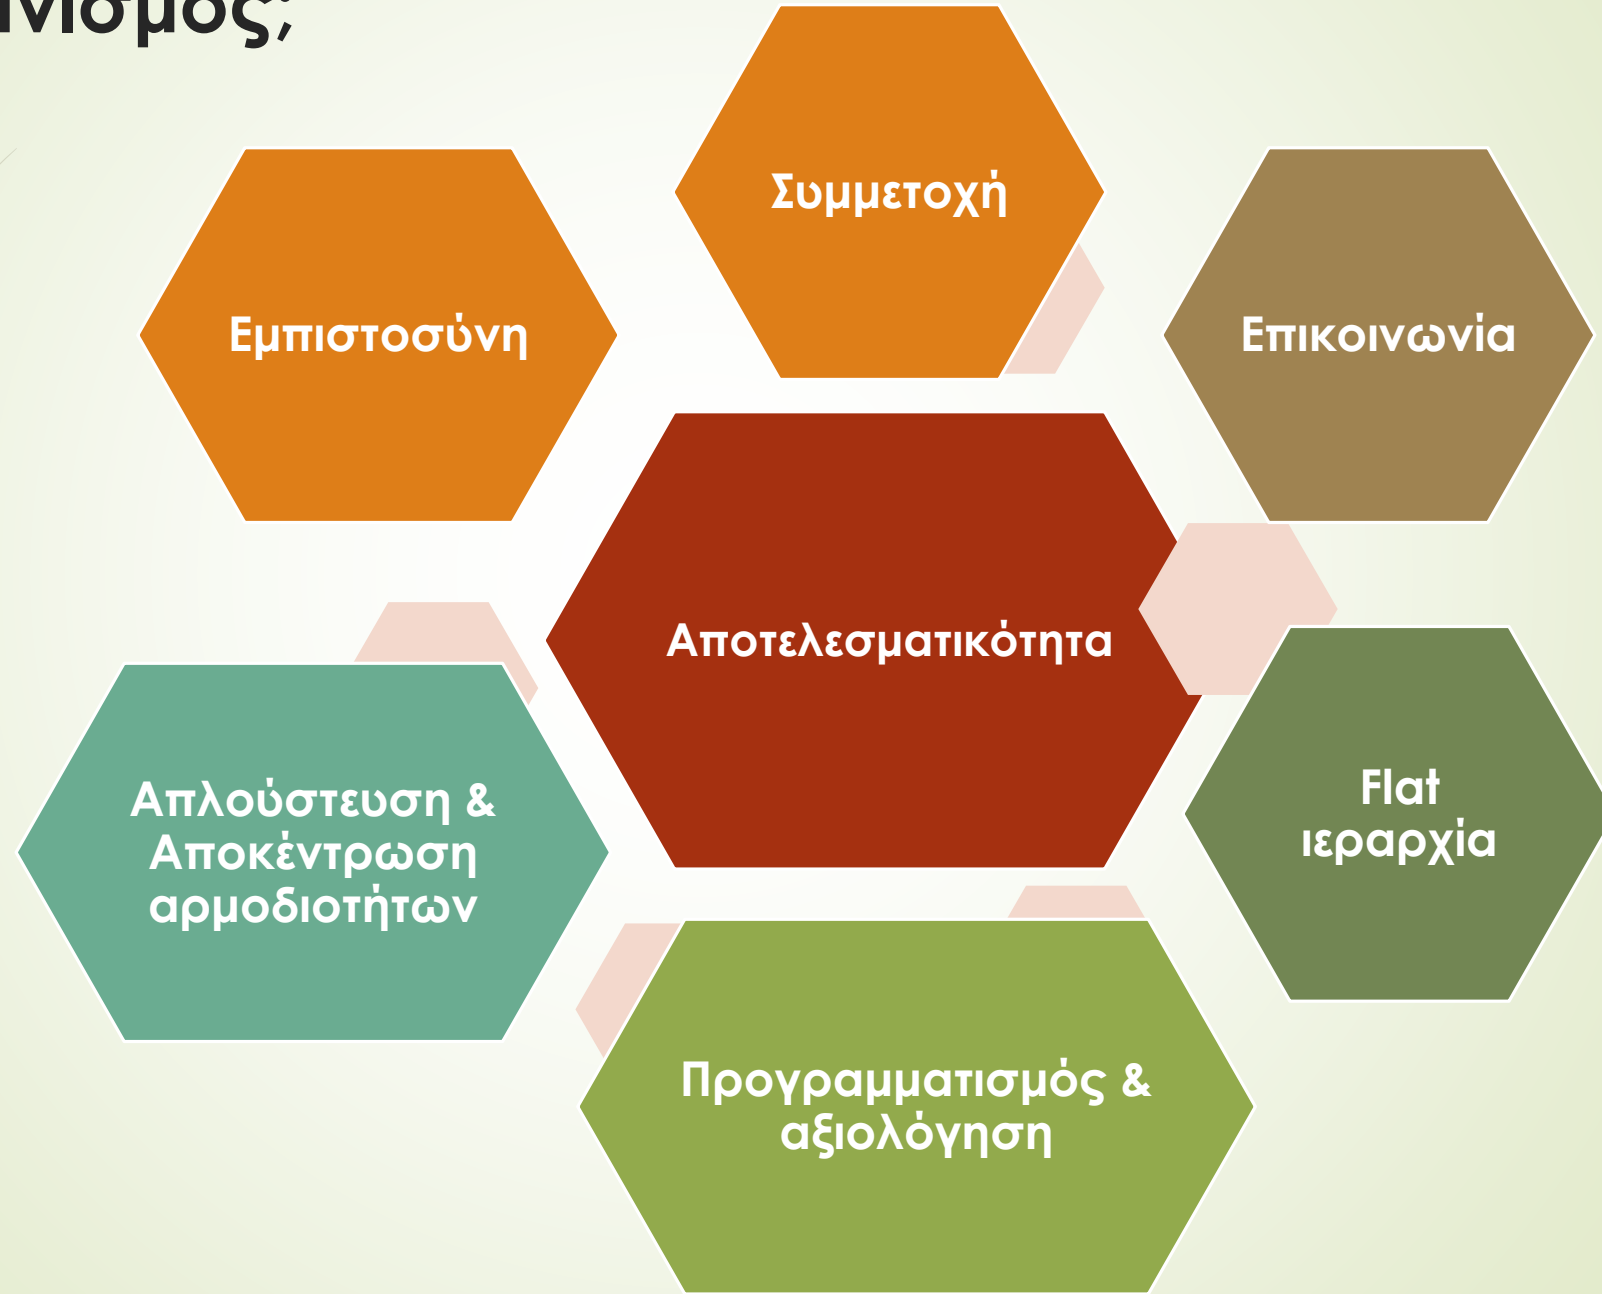 Συμμετοχή
Εμπιστοσύνη
Επικοινωνία
Αποτελεσματικότητα
Απλούστευση &
Αποκέντρωση
αρμοδιοτήτων
Flat
ιεραρχία
Προγραμματισμός &
αξιολόγηση